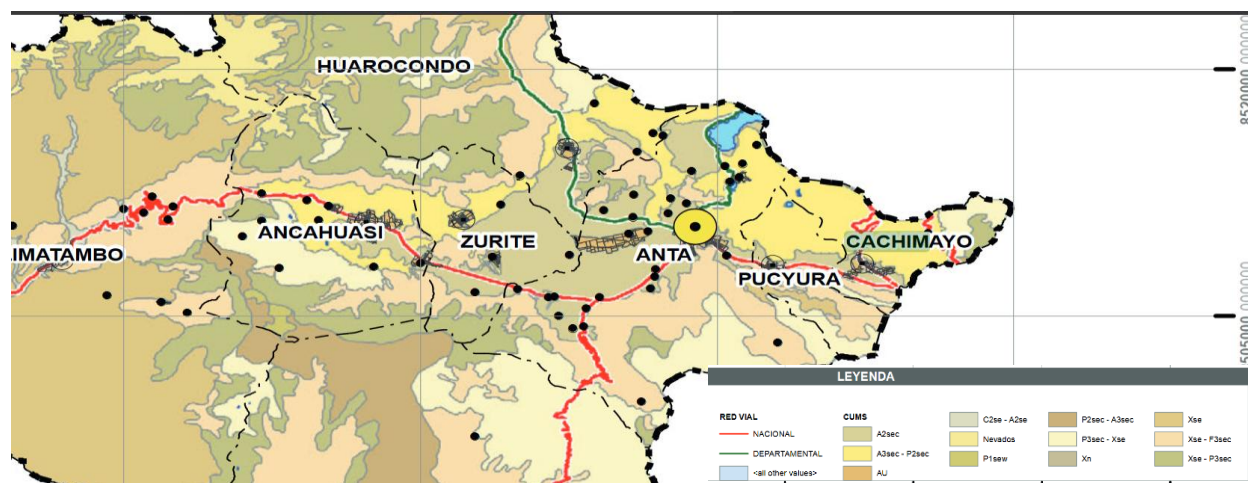 HUAROCONDO
8520000
000000
ANCAHUASI
ZURITE
ANTA
CACHIMAYO
LIMATAMBO
PUCYURA
505000
000000
LEYENDA
RED VIAL
NACIONAL
DEPARTAMENTAL
<all other values>
CUMS
A2sec
A3sec - P2sec
AU
C2se - A2se
Nevados
P1sew
P2sec - A3sec
P3sec - Xse
Xn
Xse
Xse - F3sec
Xse - P3sec